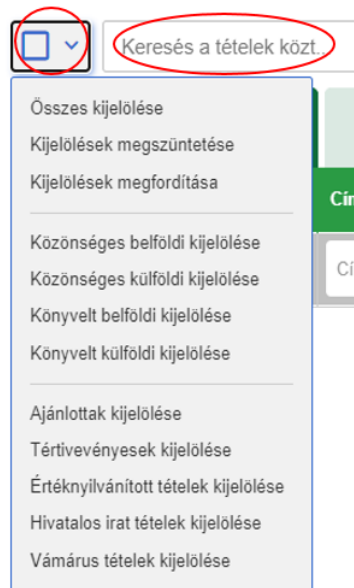 Keresés a tételek közt..
Összes kijelölése
Kijelölések megszüntetése
Kijelölések megfordítása
Közönséges belföldi kijelölése
Közönséges külföldi kijelölése
Könyvelt belföldi kijelölése
Könyvelt külföldi kijelölése
Ajánlottak kijelölése
Tértivevényesek kijelölése
Értéknyilvánított tételek kijelölése
Hivatalos irat tételek kijelölése
Vámárus tételek kijelölése